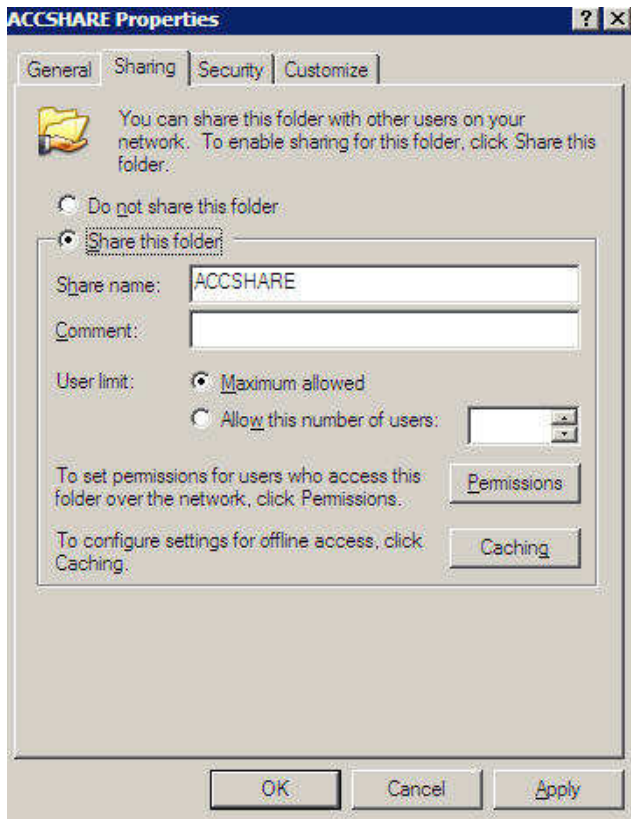 ACCSHARE Properties
General Sharing Security Customize
You can share this folder with other users on your
network. To enable sharing for this folder, click Share this
folder.
Do not share this folder
Share this folder
Share name: ACCSHARE
Comment:
User limit: Maximum allowed
Allow this number of users:
To set permissions for users who access this
folder over the network, click Permissions.
Permissions
To configure settings for offline access, click
Caching.
Caching
OK Cancel Apply